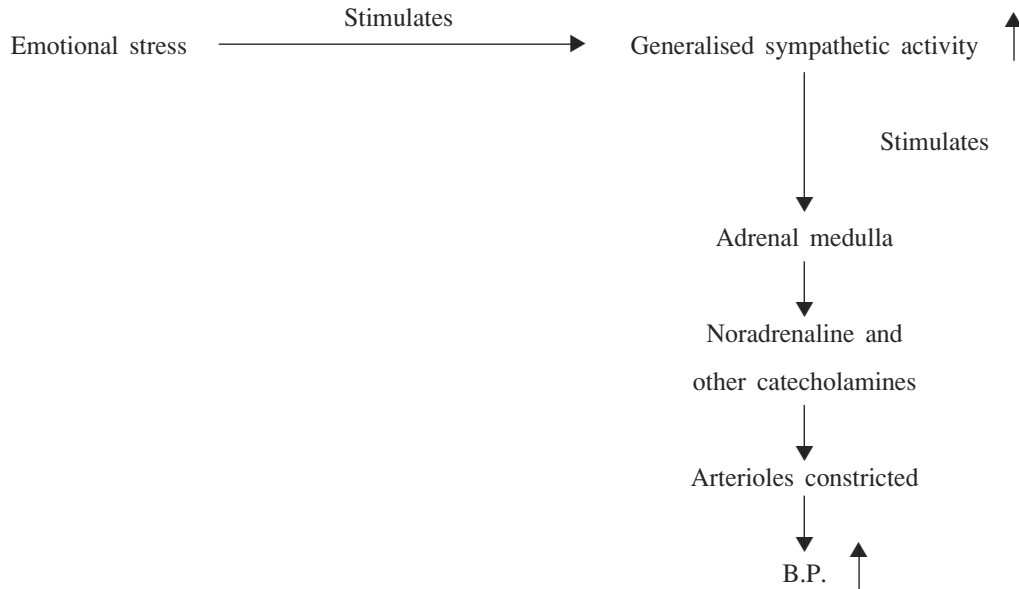 Stimulates
Emotional stress
Generalised sympathetic activity
Stimulates
Adrenal medulla
Noradrenaline and
other catecholamines
Arterioles constricted
B.P.